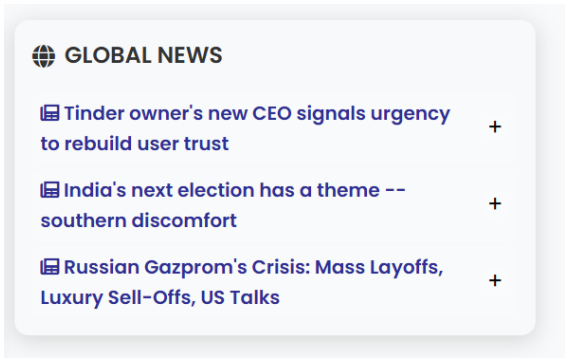 GLOBAL NEWS
Tinder owner's new CEO signals urgency
to rebuild user trust
+
India's next election has a theme --
southern discomfort
+
Russian Gazprom's Crisis: Mass Layoffs,
Luxury Sell-Offs, US Talks
+